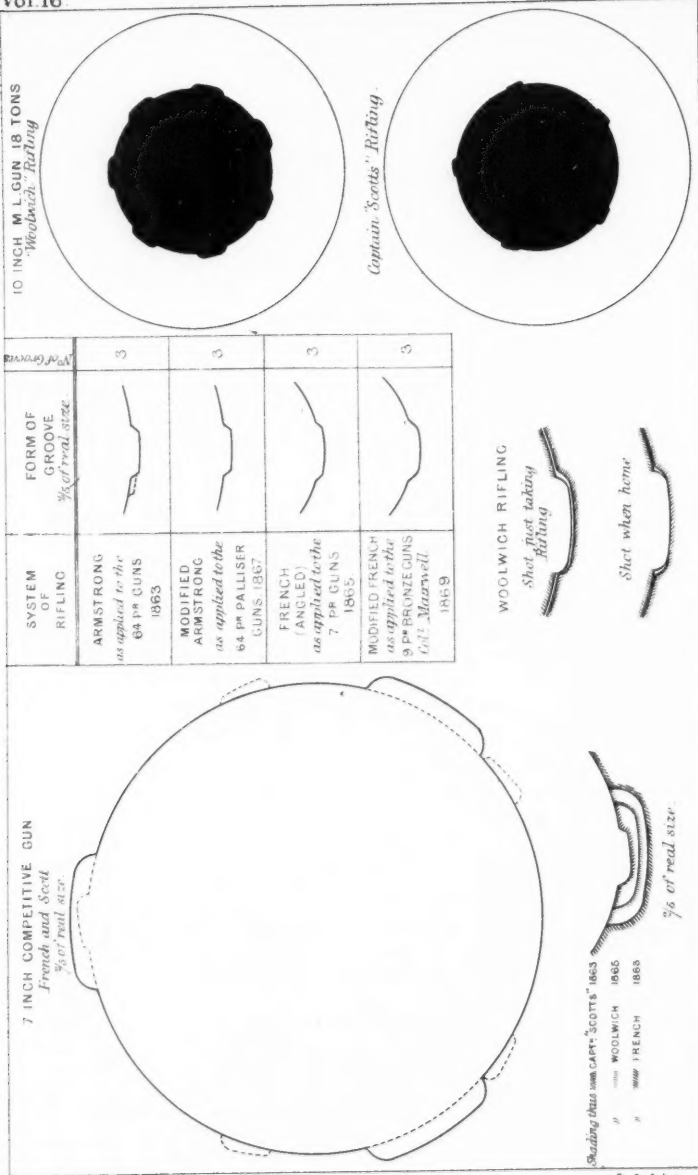 Vol.16
7 INCH COMPETITIVE GUN
French and Scott
2/5 of real size.
SYSTEM OF RIFLING
FORM OF GROOVE
2/5 of real size
No of Grooves
ARMSTRONG
as applied to the
64 PR GUNS
1863
3
MODIFIED
ARMSTRONG
as applied to the
64 PR PALLISER
GUNS 1867
3
FRENCH
(ANGLED)
as applied to the
7 PR GUNS
1865.
3
MODIFIED FRENCH
as applied to the
9 PR BRONZE GUNS
Coll. Maxwell.
1869
3
10 INCH M.L.GUN 18 TONS
"Woolwich" Rifling
Captain "Scotts" Rifling.
Shading thus CAPTN "SCOTTS" 1863
" WOOLWICH 1865
" FRENCH 1863
2/5 of real size.
WOOLWICH RIFLING
Shot just taking
Rifling
Shot when home